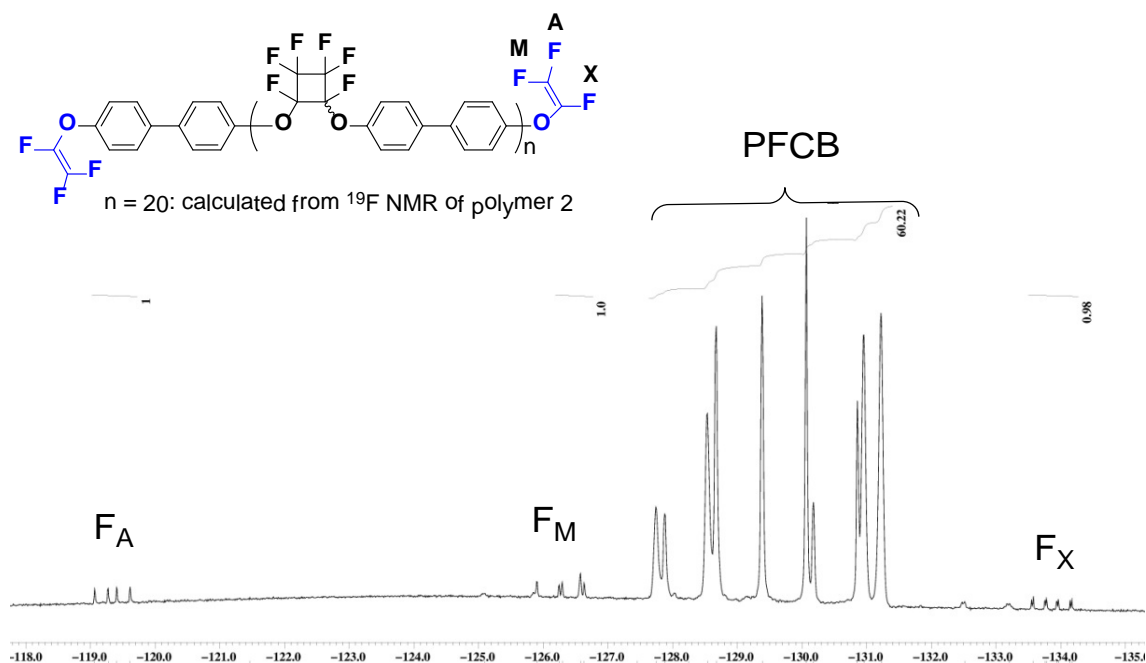 A
F F F F
M F
F F
F X
F F
O O O O n
F F
F
n = 20: calculated from 19F NMR of polymer 2
PFCB
60.22
1
1.0
0.98
FA
FM
FX
-118.0 -119.0 -120.0 -121.0 -122.0 -123.0 -124.0 -125.0 -126.0 -127.0 -128.0 -129.0 -130.0 -131.0 -132.0 -133.0 -134.0 -135.0